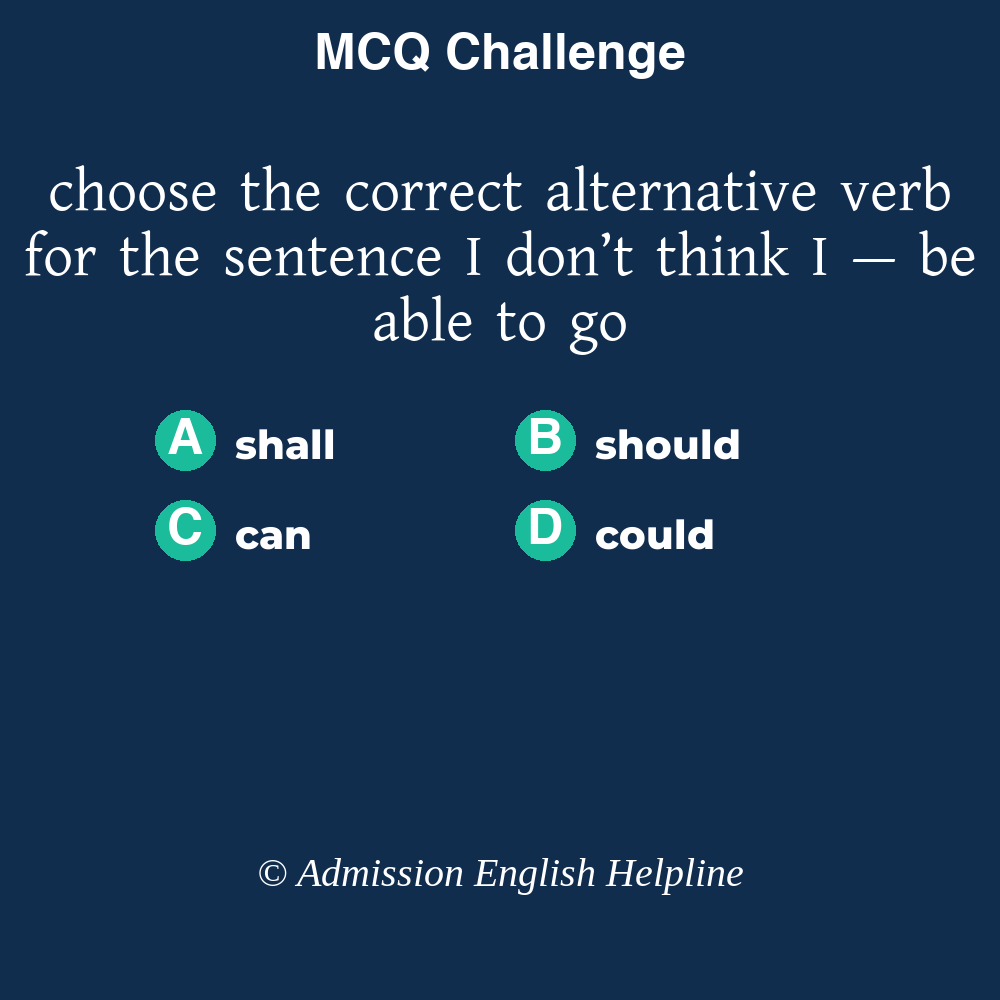 MCQ Challenge
choose the correct alternative verb
for the sentence I don’t think I — be
able to go
A shall
B should
C can
D could
© Admission English Helpline